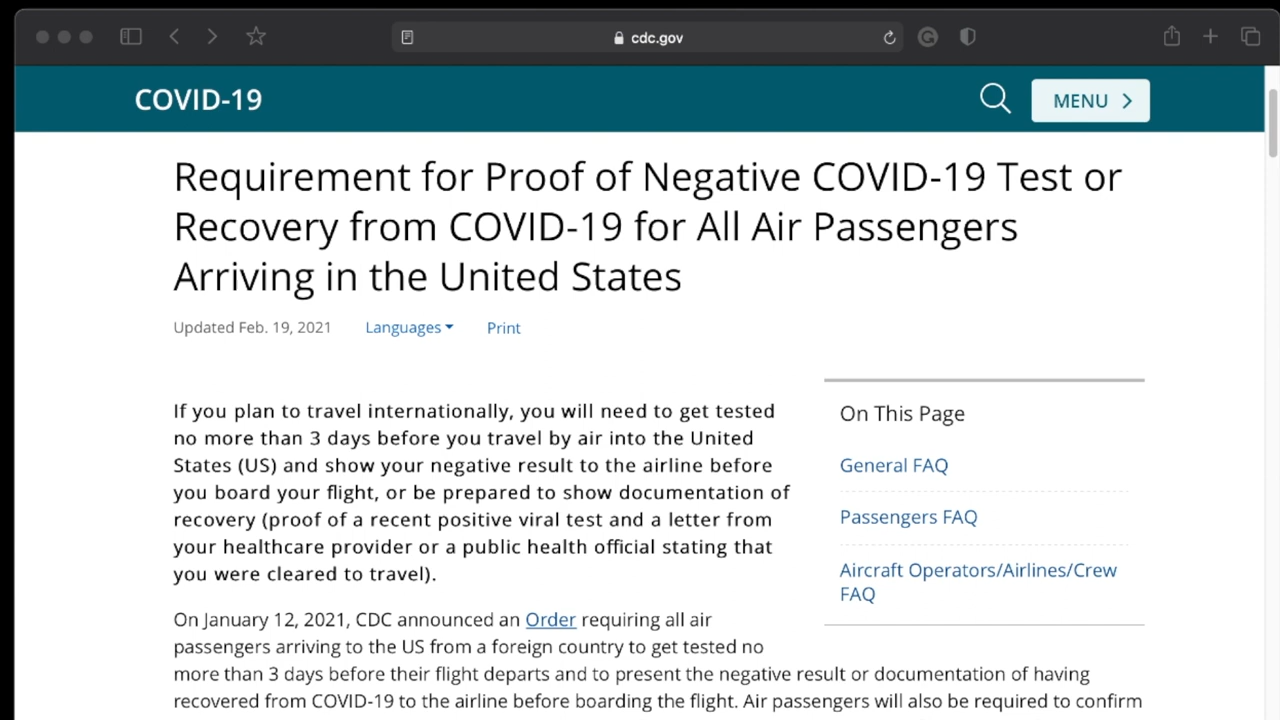 cdc.gov
COVID-19
MENU
Requirement for Proof of Negative COVID-19 Test or
Recovery from COVID-19 for All Air Passengers
Arriving in the United States
Updated Feb. 19, 2021 Languages Print
If you plan to travel internationally, you will need to get tested
no more than 3 days before you travel by air into the United
States (US) and show your negative result to the airline before
you board your flight, or be prepared to show documentation of
recovery (proof of a recent positive viral test and a letter from
your healthcare provider or a public health official stating that
you were cleared to travel).
On This Page
General FAQ
Passengers FAQ
Aircraft Operators/Airlines/Crew
FAQ
On January 12, 2021, CDC announced an Order requiring all air
passengers arriving to the US from a foreign country to get tested no
more than 3 days before their flight departs and to present the negative result or documentation of having
recovered from COVID-19 to the airline before boarding the flight. Air passengers will also be required to confirm